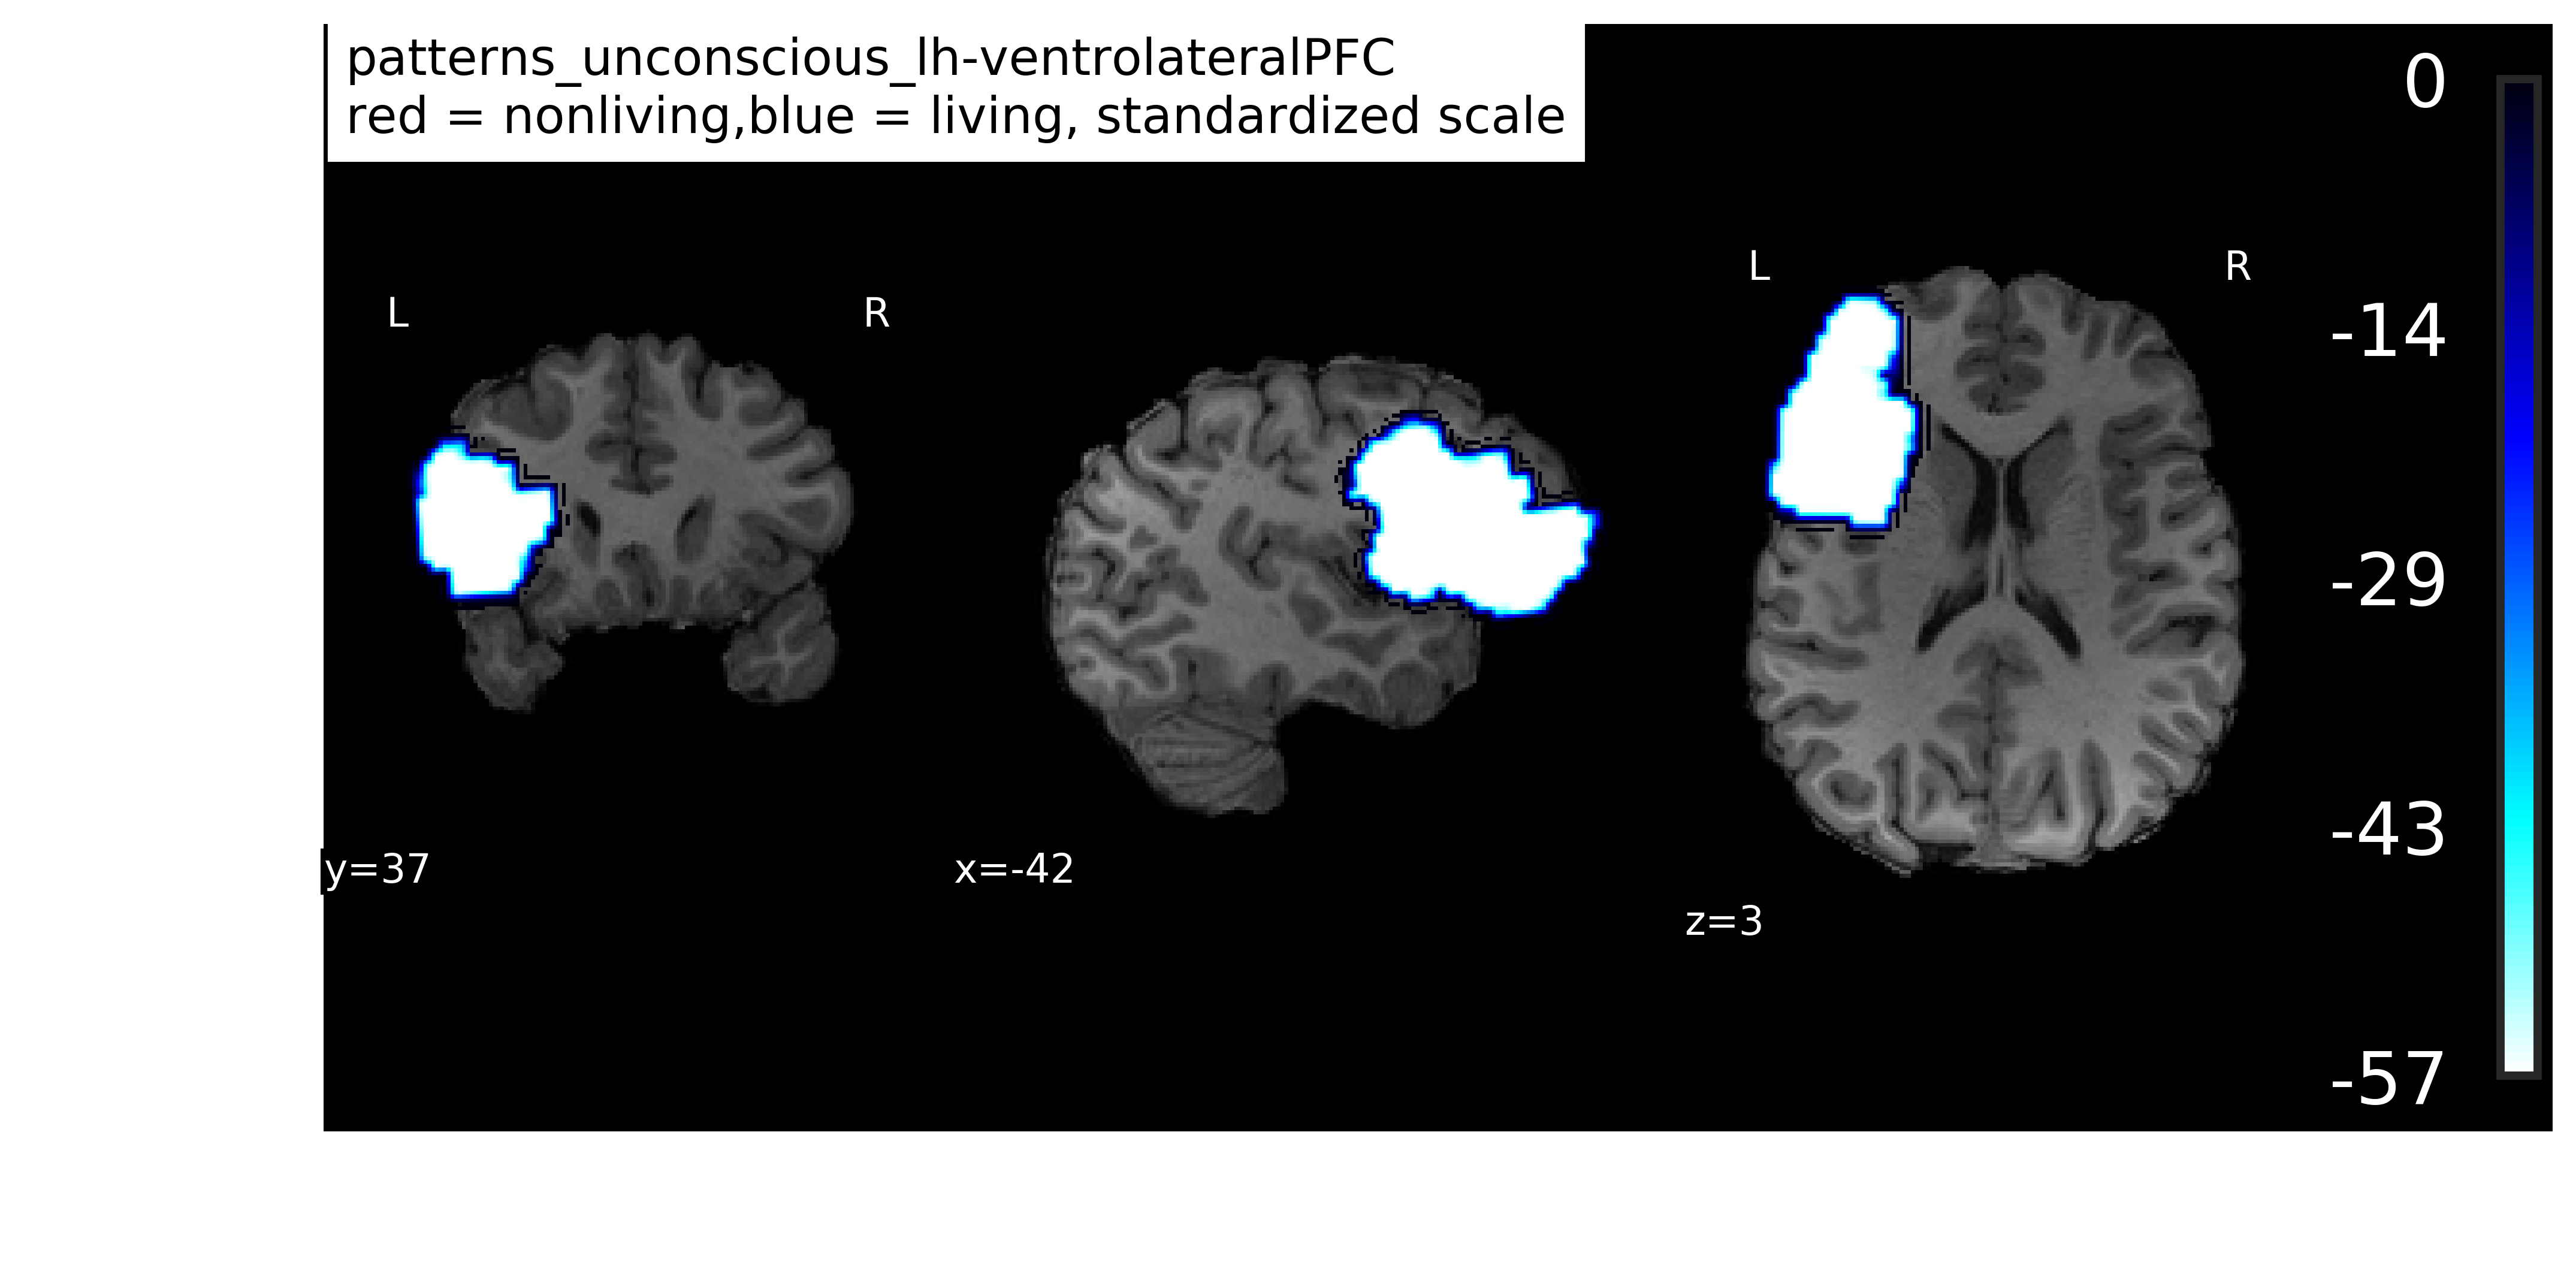 patterns_unconscious_lh-ventrolateralPFC
red = nonliving,blue = living, standardized scale
L R
L R
y=37
x=-42
z=3
0
-14
-29
-43
-57